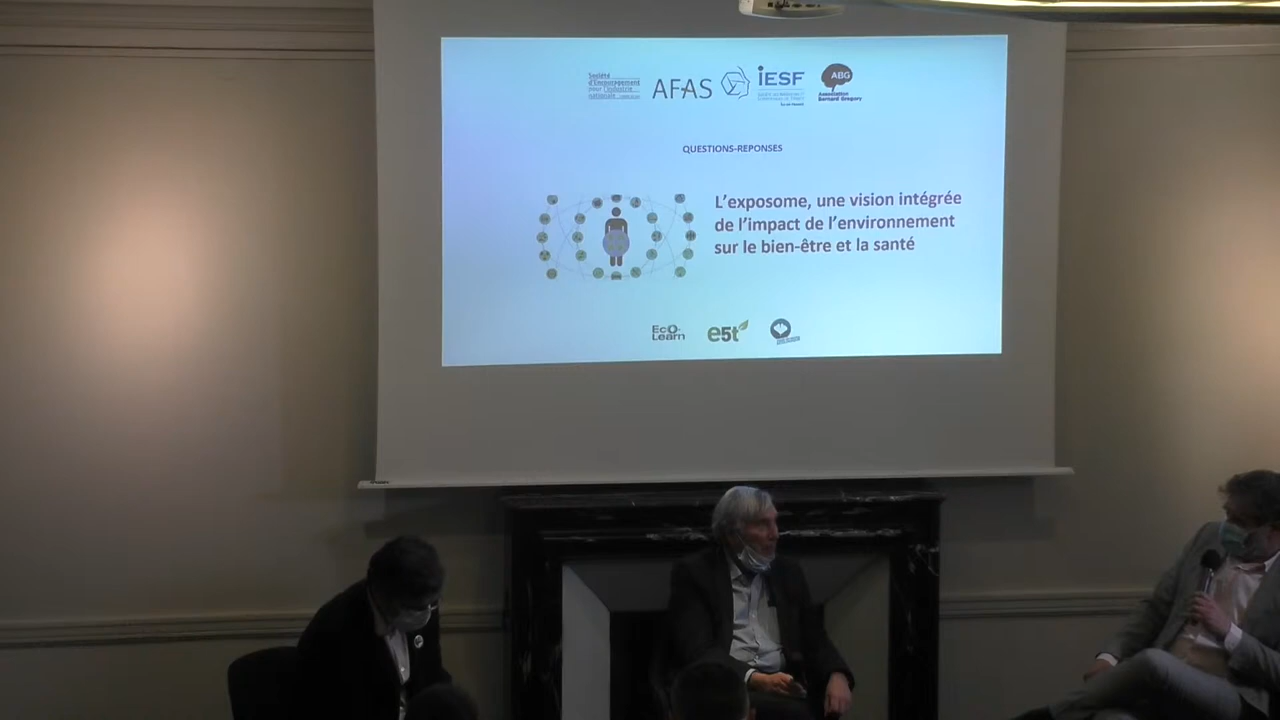 Société
d'Encouragement
pour l'Industrie
nationale
AFAS
iESF
ABG
Association
Bernard Gregory
QUESTIONS-REPONSES
L'exposome, une vision intégrée
de l'impact de l'environnement
sur le bien-être et la santé
EcO-
Learn
e5t